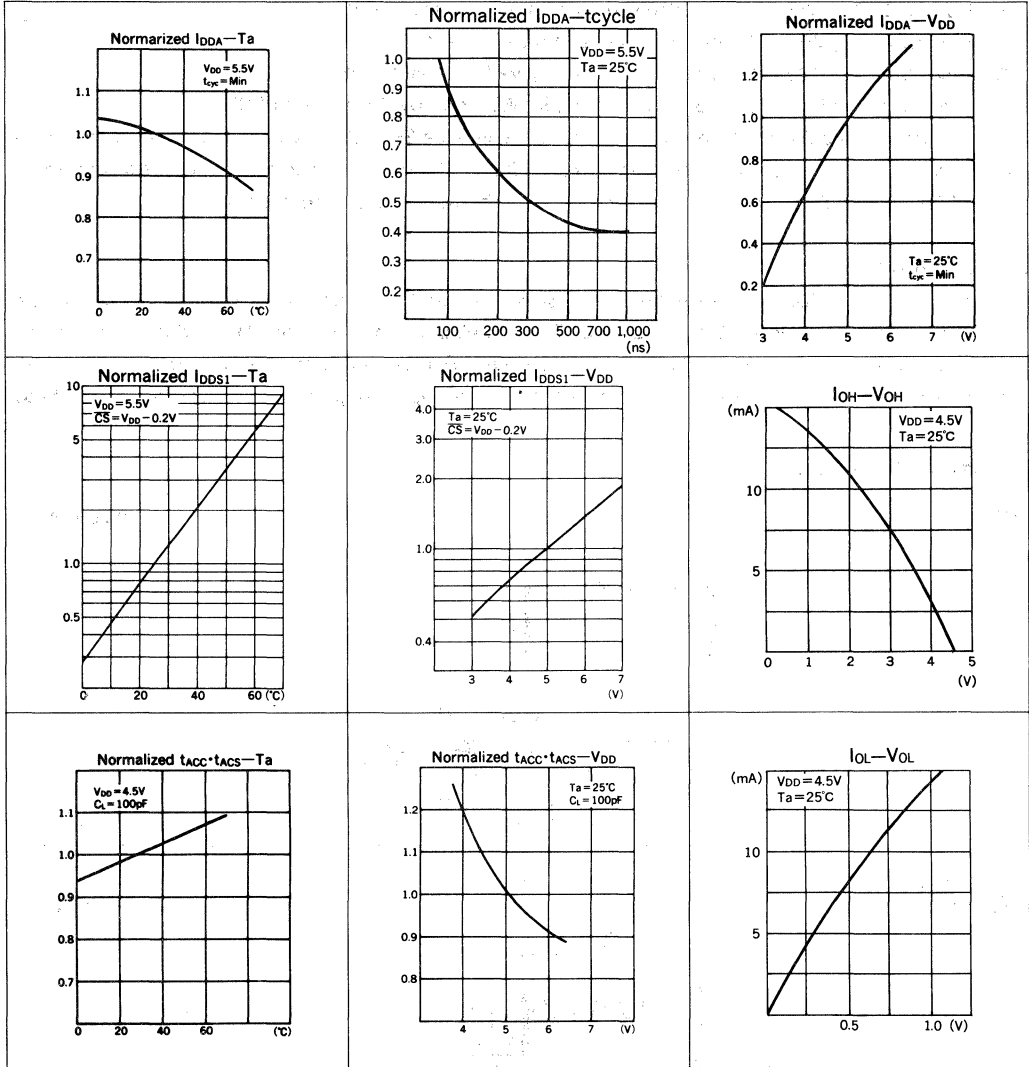 Normarized IDDA—Ta
VDD=5.5V
tcyc=Min
1.1
1.0
0.9
0.8
0.7
0 20 40 60 (℃)
Normalized IDDA—tcycle
VDD=5.5V
Ta=25℃
1.0
0.9
0.8
0.7
0.6
0.5
0.4
0.3
0.2
100 200 300 500 700 1,000
(ns)
Normalized IDDA—VDD
1.2
1.0
0.8
0.6
0.4
0.2
Ta=25℃
tcyc=Min
3 4 5 6 7 (V)
Normalized IDDS1—Ta
10
VDD=5.5V
CS=VDD−0.2V
5
1.0
0.5
0 20 40 60 (℃)
Normalized IDDS1—VDD
4.0
Ta=25℃
CS=VDD−0.2V
3.0
2.0
1.0
0.4
3 4 5 6 7
(V)
IOH—VOH
(mA)
VDD=4.5V
Ta=25℃
10
5
0 1 2 3 4 5
(V)
Normalized tACC•tACS—Ta
VDD=4.5V
CL=100pF
1.1
1.0
0.9
0.8
0.7
0 20 40 60 (℃)
Normalized tACC•tACS—VDD
Ta=25℃
CL=100pF
1.2
1.1
1.0
0.9
0.8
4 5 6 7 (V)
IOL—VOL
(mA)
VDD=4.5V
Ta=25℃
10
5
0.5 1.0 (V)